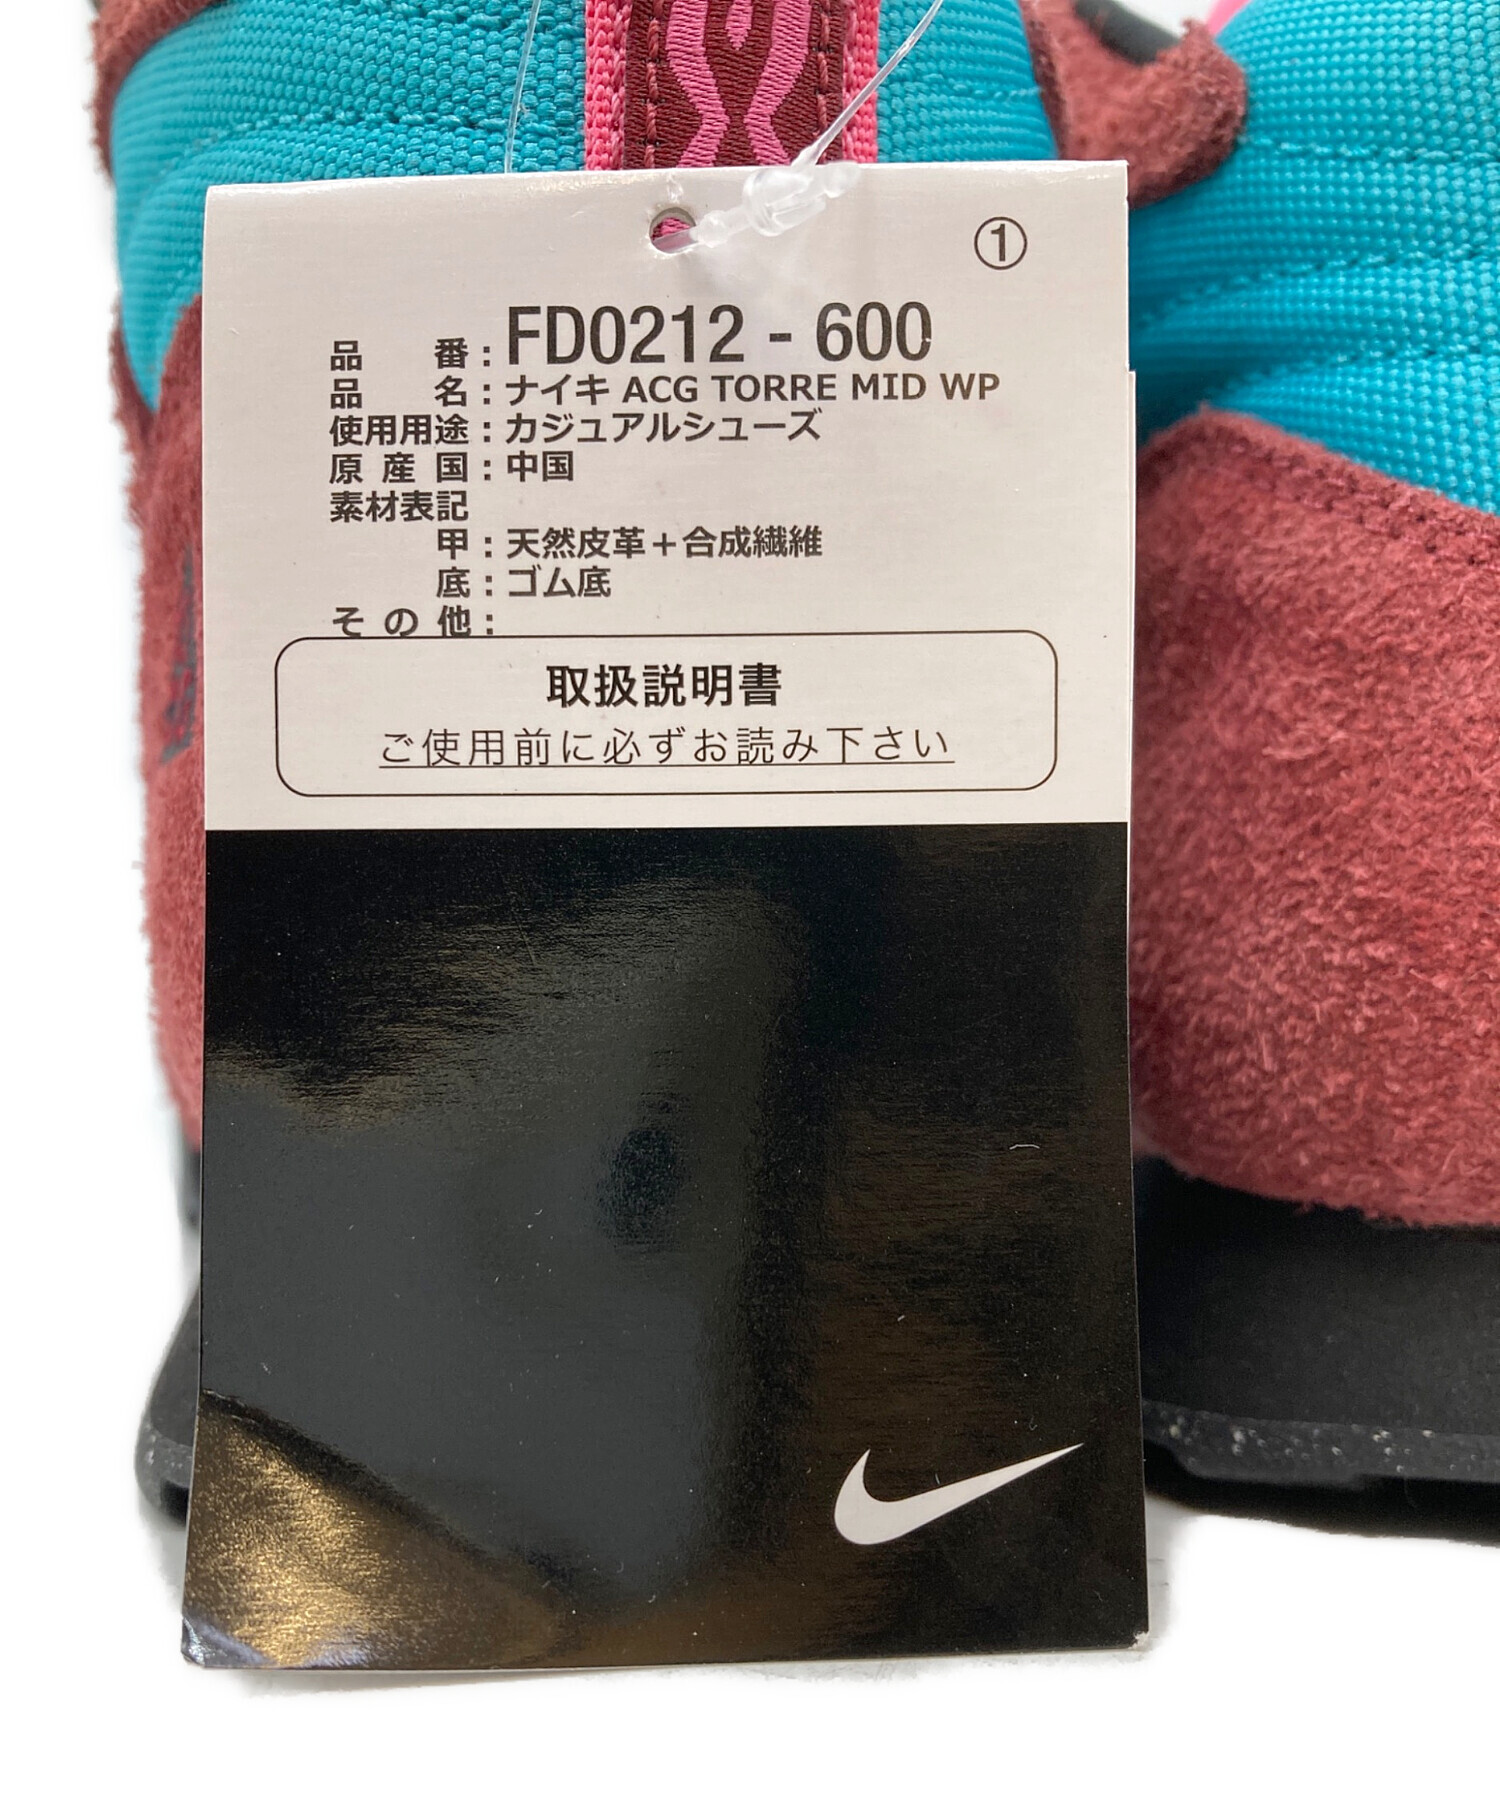 ①
品番：FD0212 - 600
品名：ナイキ ACG TORRE MID WP
使用用途：カジュアルシューズ
原産国：中国
素材表記
甲：天然皮革＋合成繊維
底：ゴム底
その他：
取扱説明書
ご使用前に必ずお読み下さい